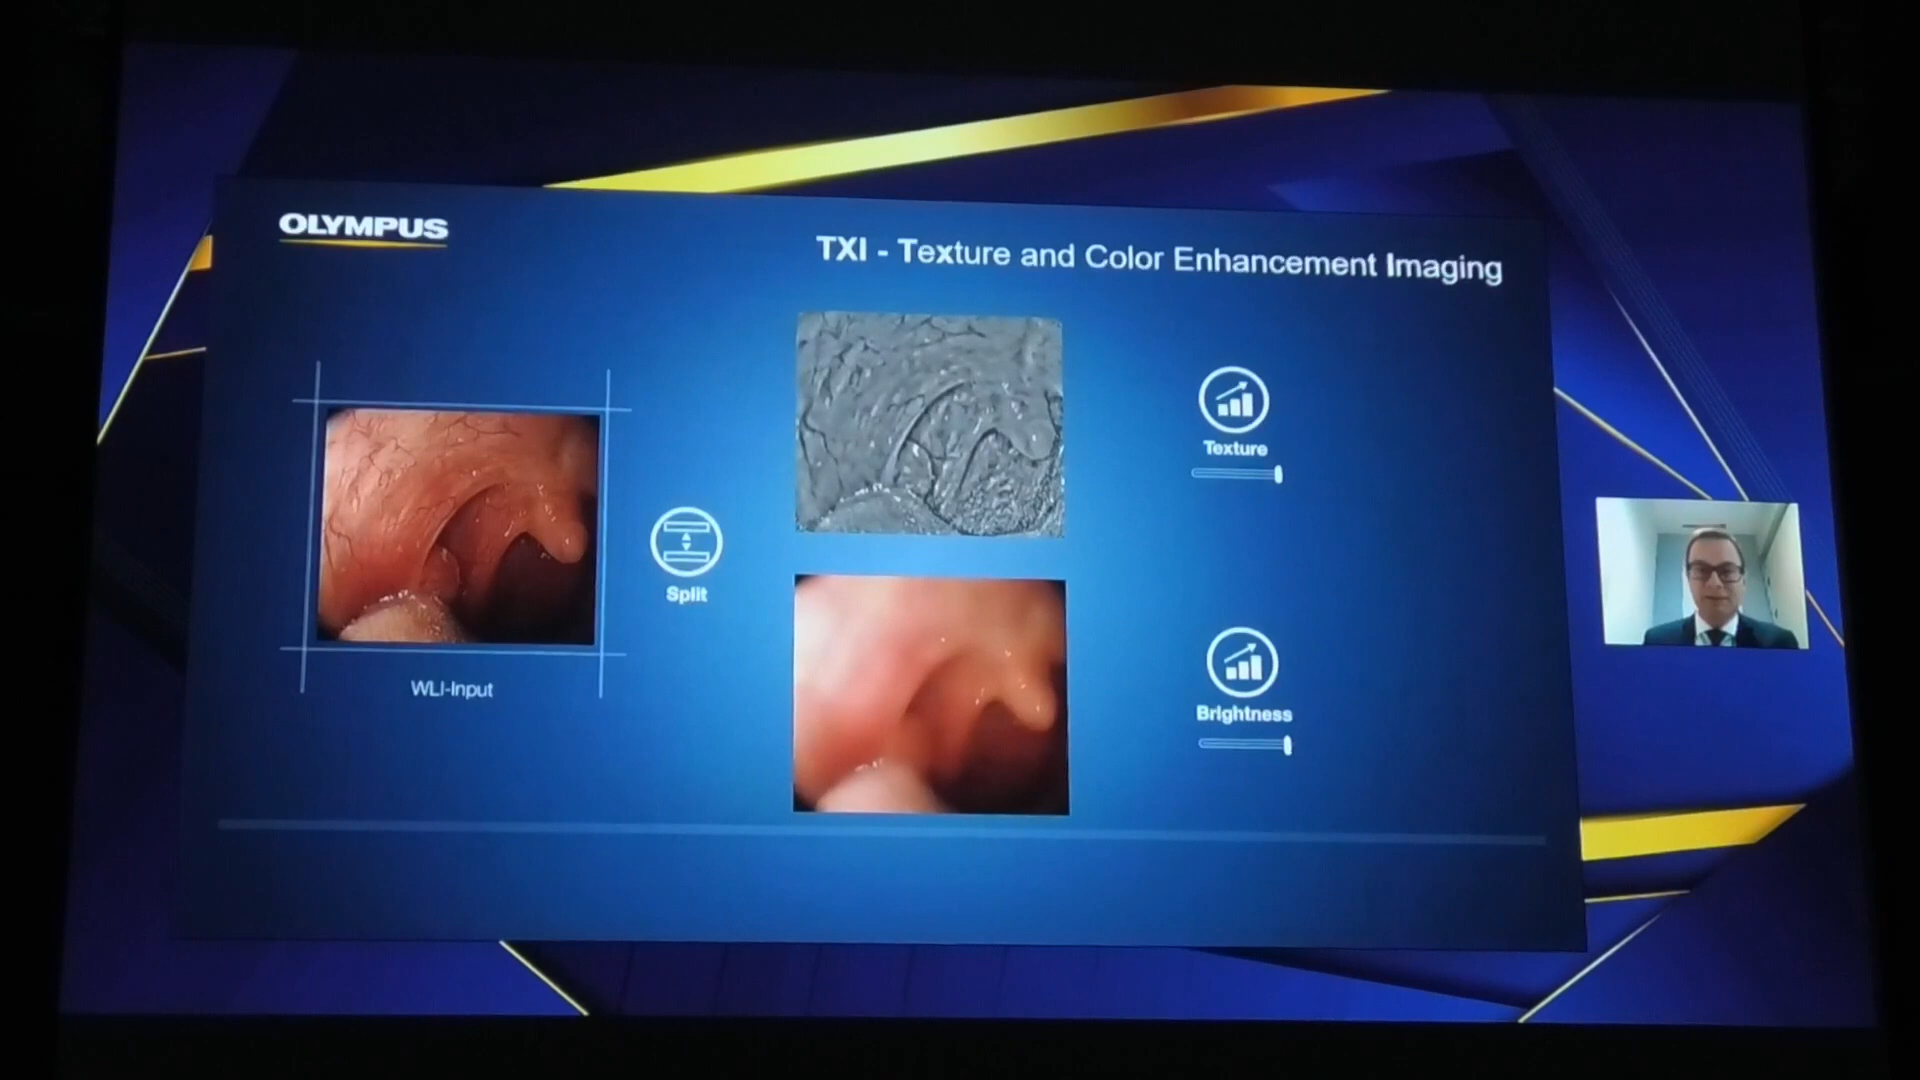 OLYMPUS
TXI - Texture and Color Enhancement Imaging
Texture
Split
WLI-Input
Brightness